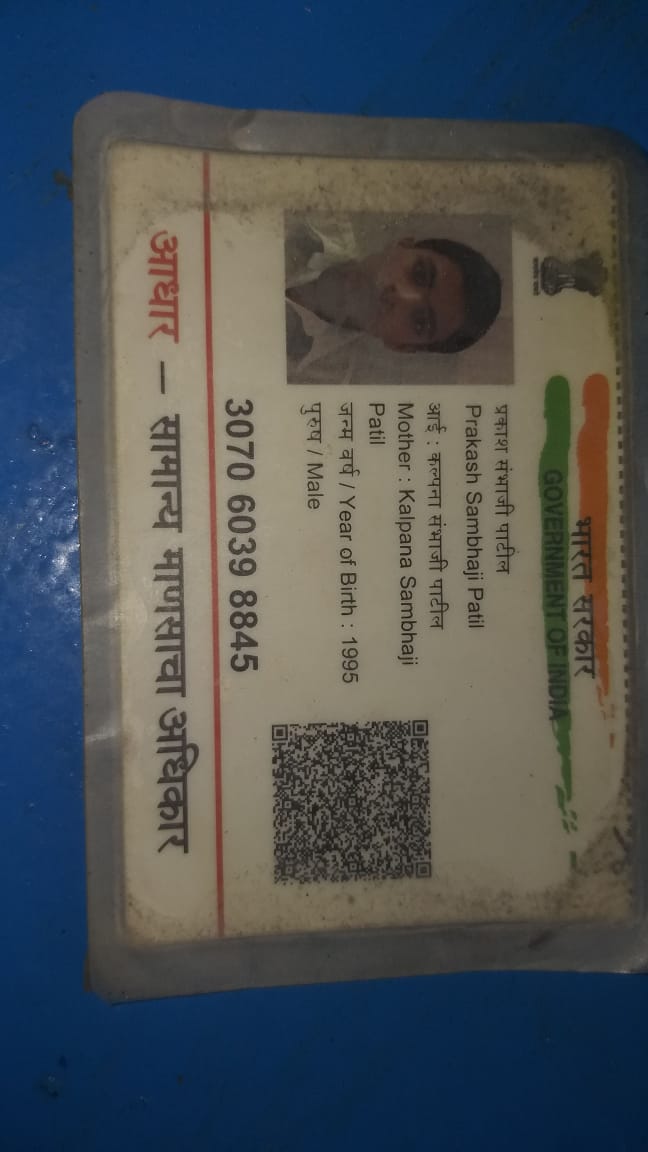 भारत सरकार
GOVERNMENT OF INDIA
प्रकाश संभाजी पाटील
Prakash Sambhaji Patil
आई : कल्पना संभाजी पाटील
Mother : Kalpana Sambhaji
Patil
जन्म वर्ष / Year of Birth : 1995
पुरुष / Male
3070 6039 8845
आधार – सामान्य माणसाचा अधिकार